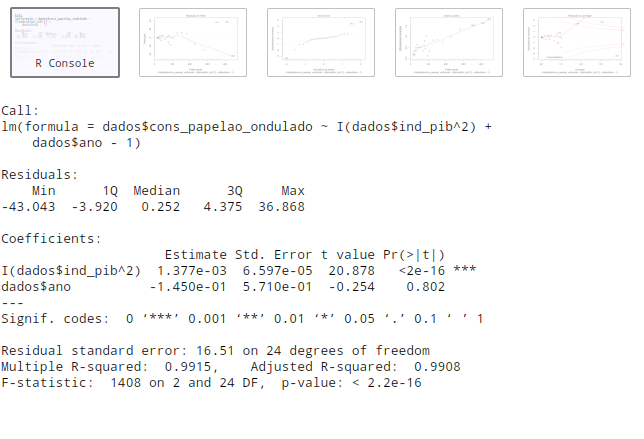 R Console
Call:
lm(formula = dados$cons_papelao_ondulado ~ I(dados$ind_pib^2) +
    dados$ano - 1)
Residuals:
    Min      1Q  Median      3Q     Max
-43.043  -3.920   0.252   4.375  36.868
Coefficients:
                     Estimate Std. Error t value Pr(>|t|)
I(dados$ind_pib^2)  1.377e-03  6.597e-05  20.878   <2e-16 ***
dados$ano          -1.450e-01  5.710e-01  -0.254    0.802
---
Signif. codes:  0 ‘***’ 0.001 ‘**’ 0.01 ‘*’ 0.05 ‘.’ 0.1 ‘ ’ 1
Residual standard error: 16.51 on 24 degrees of freedom
Multiple R-squared:  0.9915,    Adjusted R-squared:  0.9908
F-statistic:  1408 on 2 and 24 DF,  p-value: < 2.2e-16